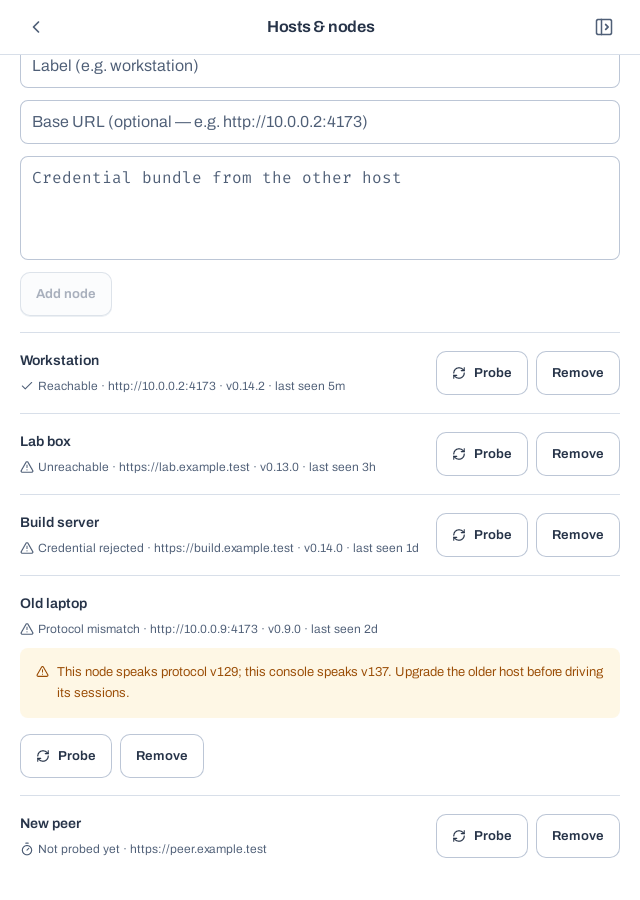 Hosts & nodes
Label (e.g. workstation)
Base URL (optional — e.g. http://10.0.0.2:4173)
Credential bundle from the other host
Add node
Workstation
Reachable · http://10.0.0.2:4173 · v0.14.2 · last seen 5m
Probe
Remove
Lab box
Unreachable · https://lab.example.test · v0.13.0 · last seen 3h
Probe
Remove
Build server
Credential rejected · https://build.example.test · v0.14.0 · last seen 1d
Probe
Remove
Old laptop
Protocol mismatch · http://10.0.0.9:4173 · v0.9.0 · last seen 2d
This node speaks protocol v129; this console speaks v137. Upgrade the older host before driving
its sessions.
Probe
Remove
New peer
Not probed yet · https://peer.example.test
Probe
Remove